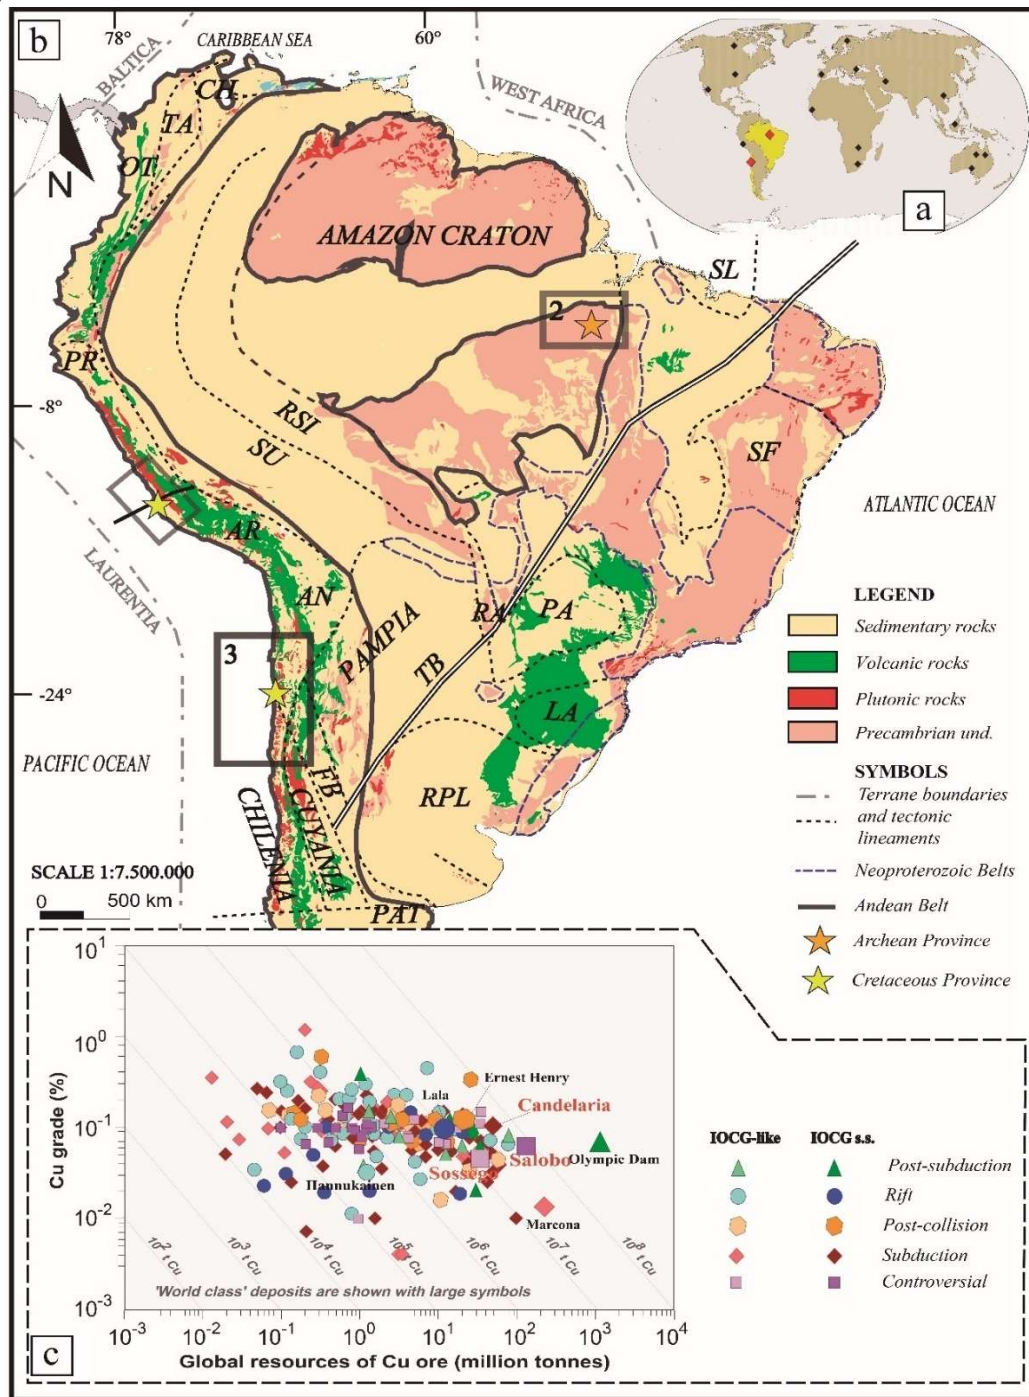 b
78°
60°
CARIBBEAN SEA
BALTICA
WEST AFRICA
a
N
CH
TA
OT
AMAZON CRATON
SL
2
PR
-8°
RSI
SU
SF
ATLANTIC OCEAN
AR
LAURENTIA
AN
PAMPIA
RA
PA
TB
3
-24°
LA
PACIFIC OCEAN
FB
CUYANIA
CHILENIA
RPL
PAT
SCALE 1:7.500.000
0 500 km
LEGEND
Sedimentary rocks
Volcanic rocks
Plutonic rocks
Precambrian und.
SYMBOLS
Terrane boundaries
and tectonic
lineaments
Neoproterozoic Belts
Andean Belt
Archean Province
Cretaceous Province
10¹
10⁰
10⁻¹
10⁻²
10⁻³
Cu grade (%)
Ernest Henry
Lala
Candelaria
Salobo
Olympic Dam
Sossego
Hannukainen
Marcona
10² t Cu
10³ t Cu
10⁴ t Cu
10⁵ t Cu
10⁶ t Cu
10⁷ t Cu
10⁸ t Cu
'World class' deposits are shown with large symbols
10⁻³ 10⁻² 10⁻¹ 10⁰ 10¹ 10² 10³ 10⁴
Global resources of Cu ore (million tonnes)
c
IOCG-like IOCG s.s.
Post-subduction
Rift
Post-collision
Subduction
Controversial